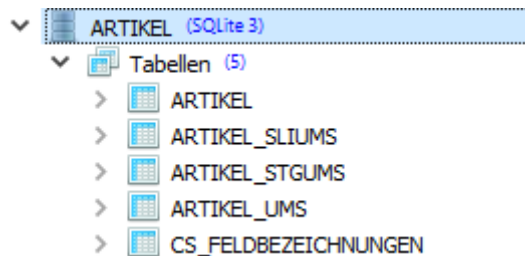 ARTIKEL (SQLite 3)
Tabellen (5)
ARTIKEL
ARTIKEL_SLIUMS
ARTIKEL_STGUMS
ARTIKEL_UMS
CS_FELDBEZEICHNUNGEN